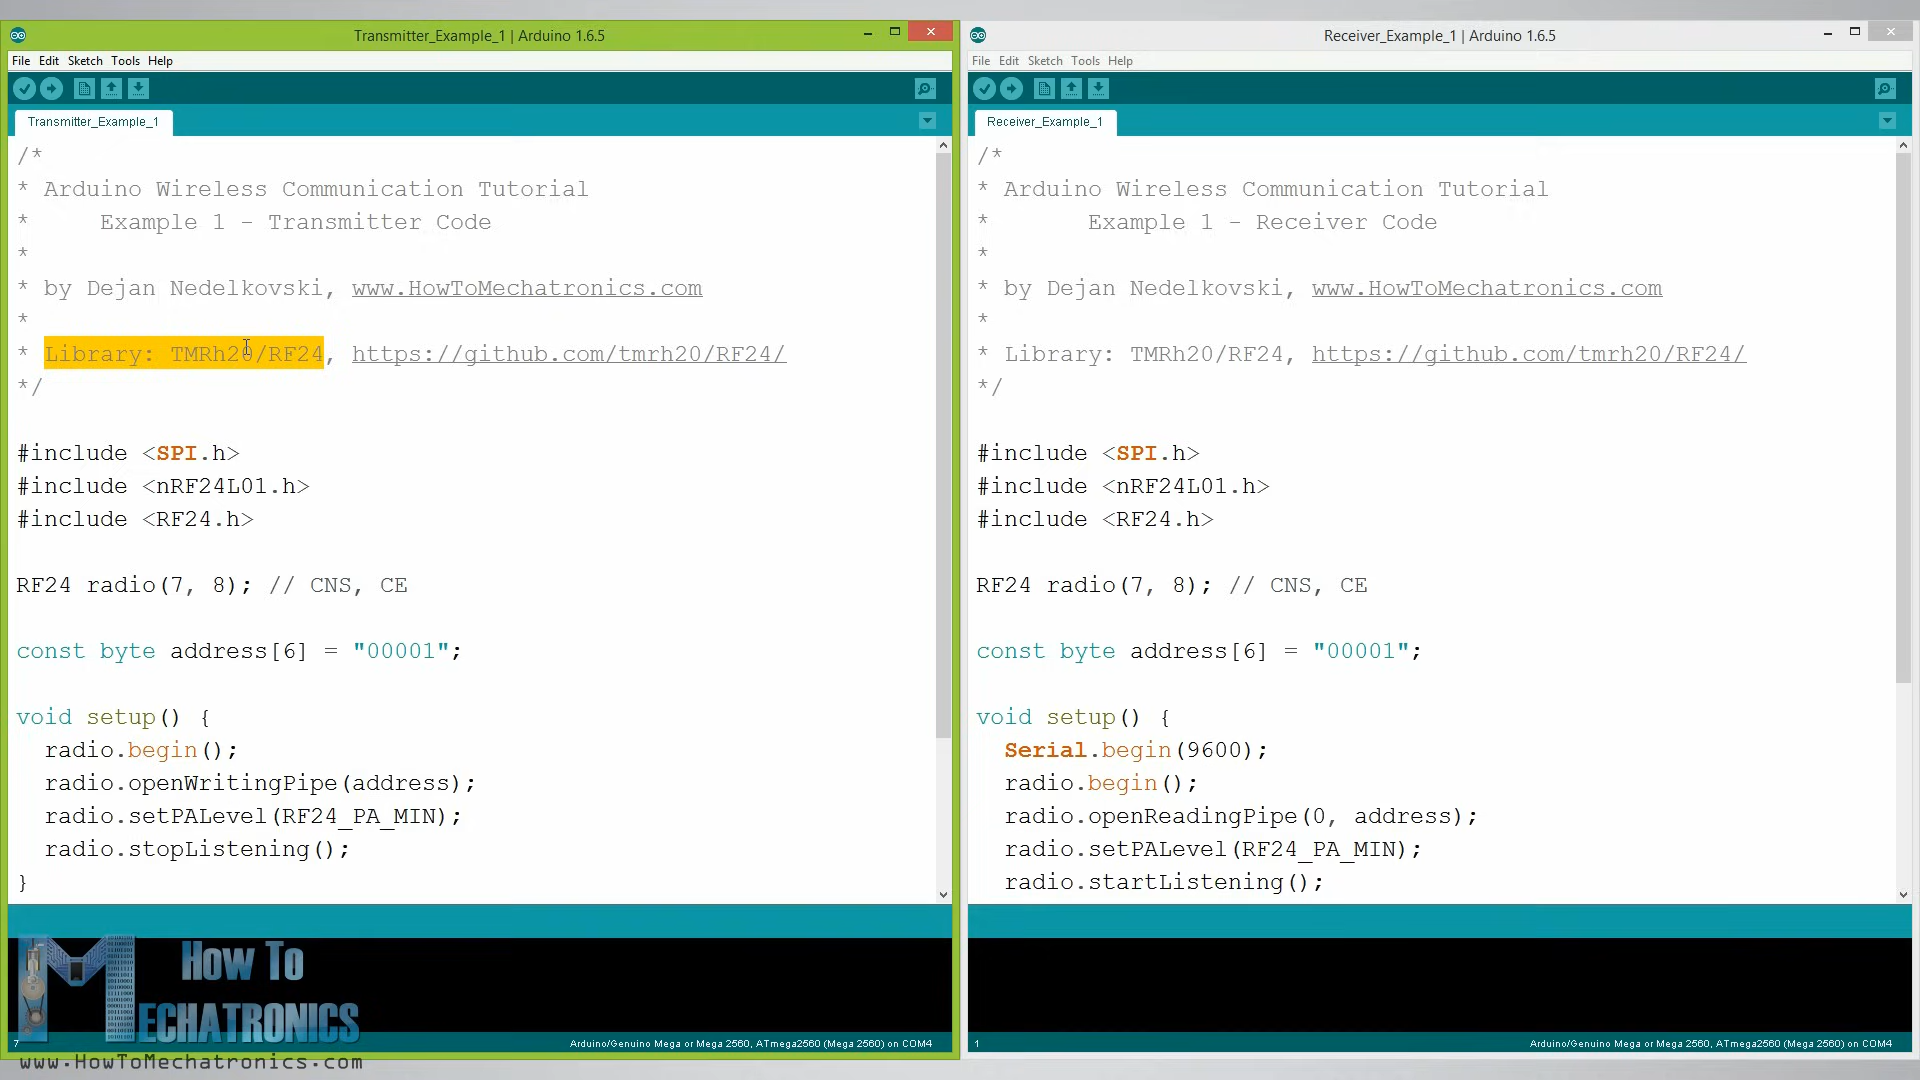 Transmitter_Example_1 | Arduino 1.6.5
File Edit Sketch Tools Help
Transmitter_Example_1
/*
* Arduino Wireless Communication Tutorial
* Example 1 - Transmitter Code
*
* by Dejan Nedelkovski, www.HowToMechatronics.com
*
* Library: TMRh20/RF24, https://github.com/tmrh20/RF24/
*/
#include <SPI.h>
#include <nRF24L01.h>
#include <RF24.h>
RF24 radio(7, 8); // CNS, CE
const byte address[6] = "00001";
void setup() {
radio.begin();
radio.openWritingPipe(address);
radio.setPALevel(RF24_PA_MIN);
radio.stopListening();
}
How To
MECHATRONICS
7
Arduino/Genuino Mega or Mega 2560, ATmega2560 (Mega 2560) on COM4
www.HowToMechatronics.com
Receiver_Example_1 | Arduino 1.6.5
File Edit Sketch Tools Help
Receiver_Example_1
/*
* Arduino Wireless Communication Tutorial
* Example 1 - Receiver Code
*
* by Dejan Nedelkovski, www.HowToMechatronics.com
*
* Library: TMRh20/RF24, https://github.com/tmrh20/RF24/
*/
#include <SPI.h>
#include <nRF24L01.h>
#include <RF24.h>
RF24 radio(7, 8); // CNS, CE
const byte address[6] = "00001";
void setup() {
Serial.begin(9600);
radio.begin();
radio.openReadingPipe(0, address);
radio.setPALevel(RF24_PA_MIN);
radio.startListening();
1
Arduino/Genuino Mega or Mega 2560, ATmega2560 (Mega 2560) on COM4